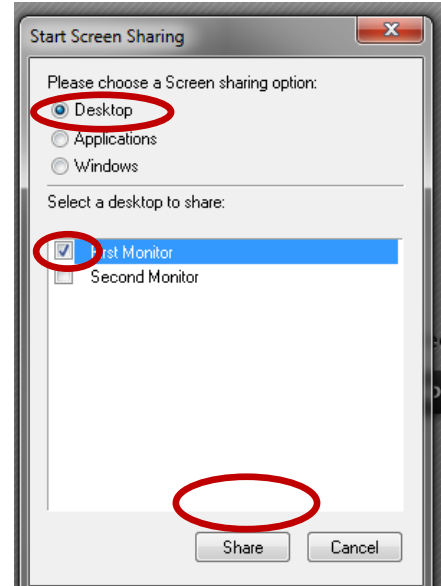 Start Screen Sharing
Please choose a Screen sharing option:
Desktop
Applications
Windows
Select a desktop to share:
First Monitor
Second Monitor
Share Cancel